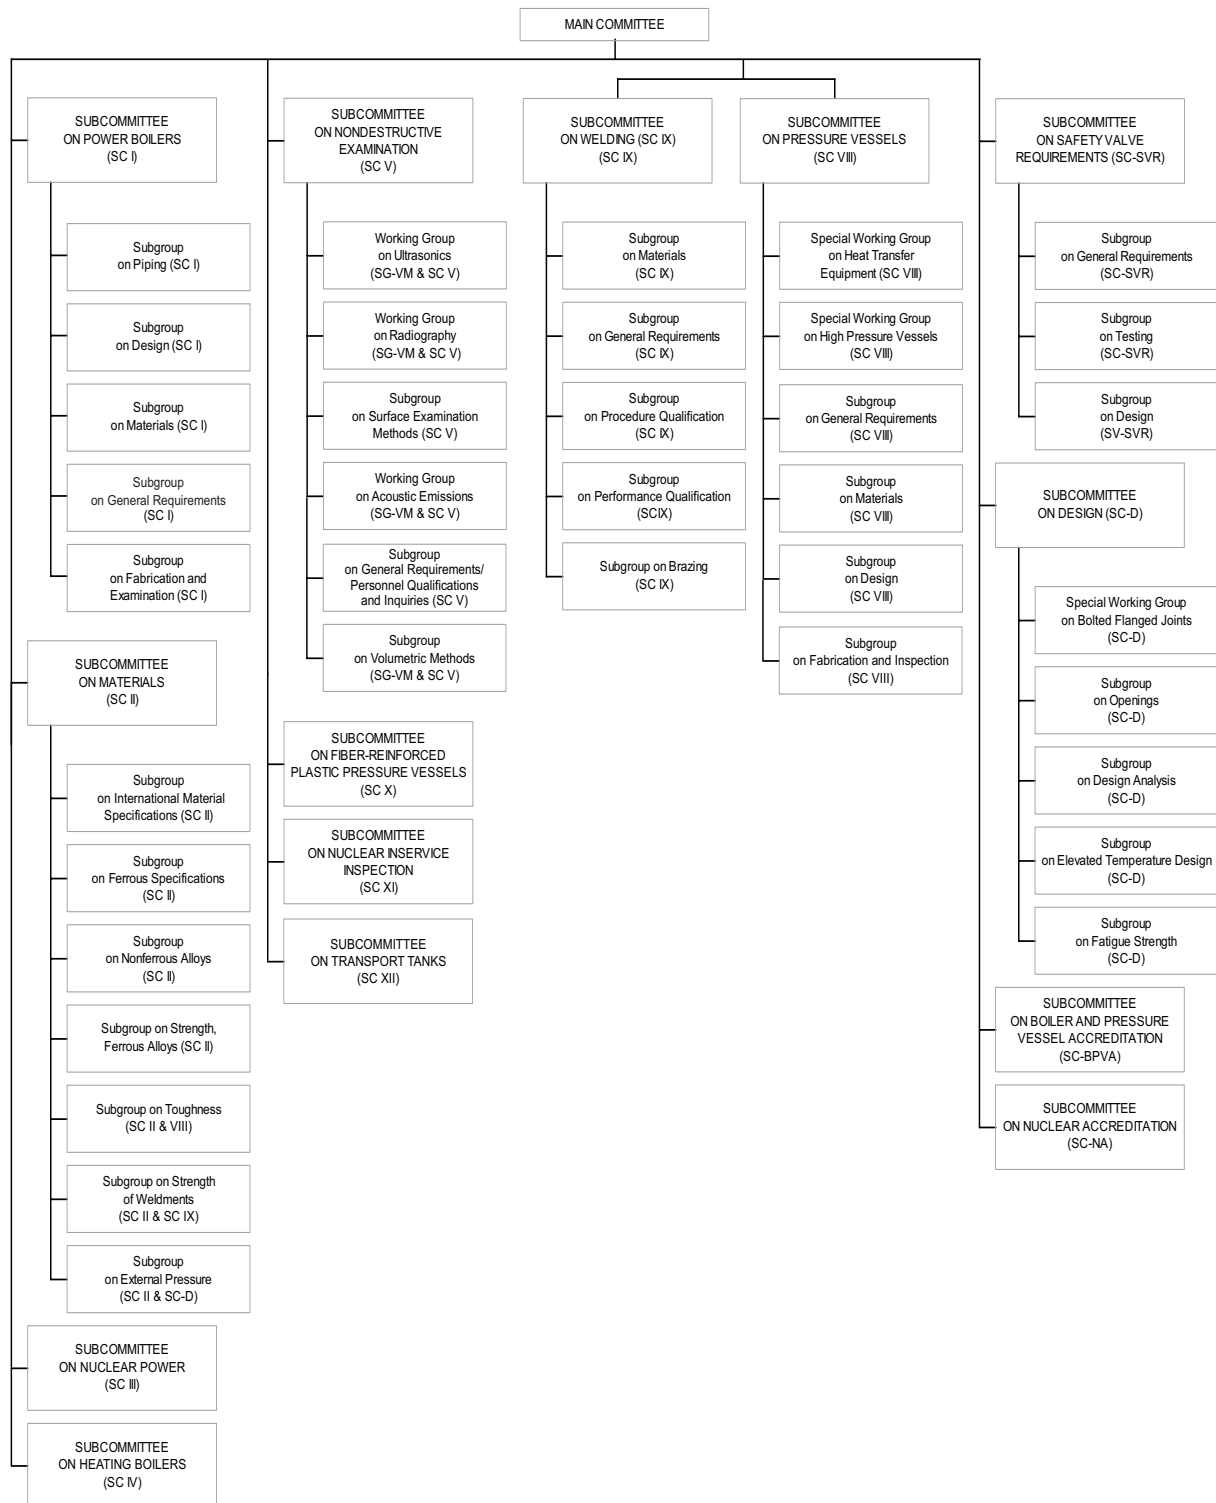 MAIN COMMITTEE
SUBCOMMITTEE
ON POWER BOILERS
(SC I)
Subgroup
on Piping (SC I)
Subgroup
on Design (SC I)
Subgroup
on Materials (SC I)
Subgroup
on General Requirements
(SC I)
Subgroup
on Fabrication and
Examination (SC I)
SUBCOMMITTEE
ON MATERIALS
(SC II)
Subgroup
on International Material
Specifications (SC II)
Subgroup
on Ferrous Specifications
(SC II)
Subgroup
on Nonferrous Alloys
(SC II)
Subgroup on Strength,
Ferrous Alloys (SC II)
Subgroup on Toughness
(SC II & VIII)
Subgroup on Strength
of Weldments
(SC II & SC IX)
Subgroup
on External Pressure
(SC II & SC-D)
SUBCOMMITTEE
ON NUCLEAR POWER
(SC III)
SUBCOMMITTEE
ON HEATING BOILERS
(SC IV)
SUBCOMMITTEE
ON NONDESTRUCTIVE
EXAMINATION
(SC V)
Working Group
on Ultrasonics
(SG-VM & SC V)
Working Group
on Radiography
(SG-VM & SC V)
Subgroup
on Surface Examination
Methods (SC V)
Working Group
on Acoustic Emissions
(SG-VM & SC V)
Subgroup
on General Requirements/
Personnel Qualifications
and Inquiries (SC V)
Subgroup
on Volumetric Methods
(SG-VM & SC V)
SUBCOMMITTEE
ON FIBER-REINFORCED
PLASTIC PRESSURE VESSELS
(SC X)
SUBCOMMITTEE
ON NUCLEAR INSERVICE
INSPECTION
(SC XI)
SUBCOMMITTEE
ON TRANSPORT TANKS
(SC XII)
SUBCOMMITTEE
ON WELDING (SC IX)
(SC IX)
Subgroup
on Materials
(SC IX)
Subgroup
on General Requirements
(SC IX)
Subgroup
on Procedure Qualification
(SC IX)
Subgroup
on Performance Qualification
(SCIX)
Subgroup on Brazing
(SC IX)
SUBCOMMITTEE
ON PRESSURE VESSELS
(SC VIII)
Special Working Group
on Heat Transfer
Equipment (SC VIII)
Special Working Group
on High Pressure Vessels
(SC VIII)
Subgroup
on General Requirements
(SC VIII)
Subgroup
on Materials
(SC VIII)
Subgroup
on Design
(SC VIII)
Subgroup
on Fabrication and Inspection
(SC VIII)
SUBCOMMITTEE
ON SAFETY VALVE
REQUIREMENTS (SC-SVR)
Subgroup
on General Requirements
(SC-SVR)
Subgroup
on Testing
(SC-SVR)
Subgroup
on Design
(SV-SVR)
SUBCOMMITTEE
ON DESIGN (SC-D)
Special Working Group
on Bolted Flanged Joints
(SC-D)
Subgroup
on Openings
(SC-D)
Subgroup
on Design Analysis
(SC-D)
Subgroup
on Elevated Temperature Design
(SC-D)
Subgroup
on Fatigue Strength
(SC-D)
SUBCOMMITTEE
ON BOILER AND PRESSURE
VESSEL ACCREDITATION
(SC-BPVA)
SUBCOMMITTEE
ON NUCLEAR ACCREDITATION
(SC-NA)